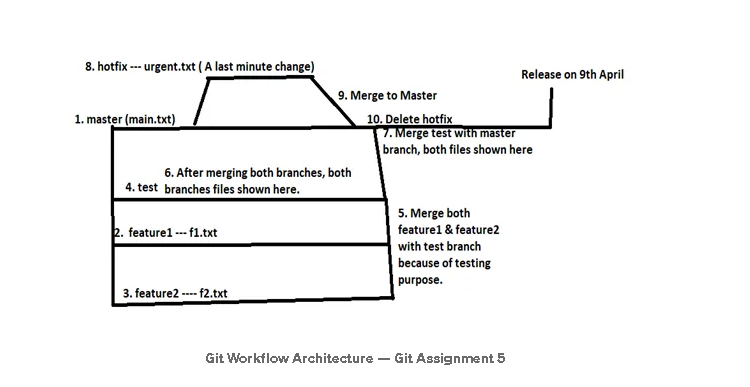 8. hotfix --- urgent.txt ( A last minute change)
Release on 9th April
9. Merge to Master
1. master (main.txt)
10. Delete hotfix
7. Merge test with master
branch, both files shown here
6. After merging both branches, both
branches files shown here.
4. test
5. Merge both
feature1 & feature2
with test branch
because of testing
purpose.
2. feature1 --- f1.txt
3. feature2 ---- f2.txt
Git Workflow Architecture — Git Assignment 5